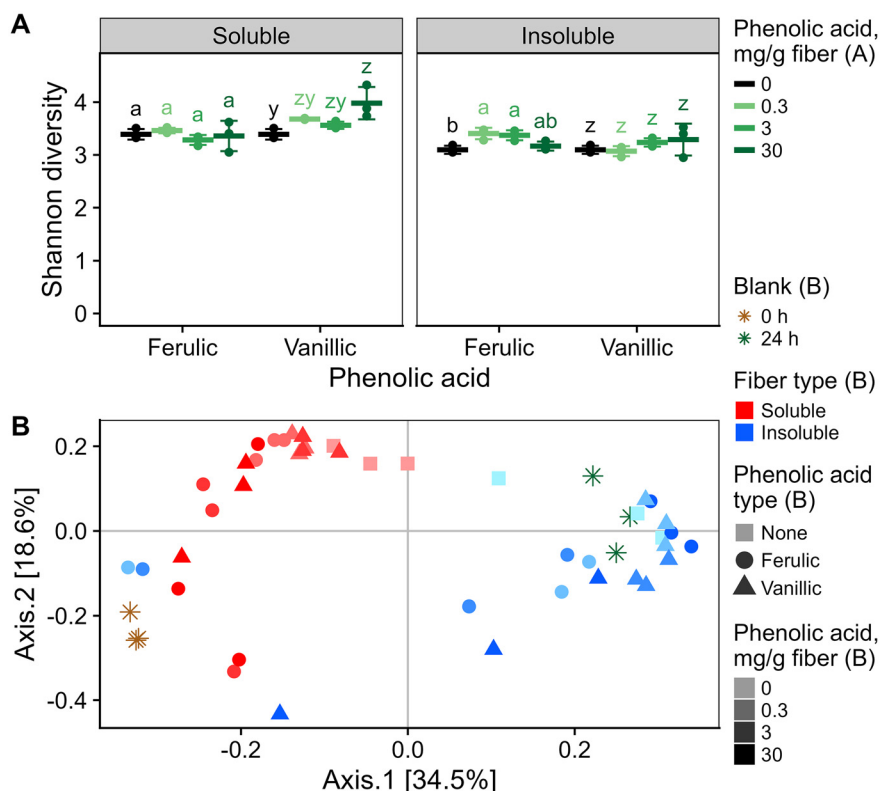 A
Soluble
Insoluble
Shannon diversity
4
3
2
1
0
a
a
a
a
y
zy
zy
z
b
a
a
ab
z
z
z
z
Ferulic
Vanillic
Ferulic
Vanillic
Phenolic acid
Phenolic acid,
mg/g fiber (A)
0
0.3
3
30
Blank (B)
0 h
24 h
Fiber type (B)
Soluble
Insoluble
Phenolic acid
type (B)
None
Ferulic
Vanillic
Phenolic acid,
mg/g fiber (B)
0
0.3
3
30
B
Axis.2 [18.6%]
0.2
0.0
-0.2
-0.4
-0.2
0.0
0.2
Axis.1 [34.5%]